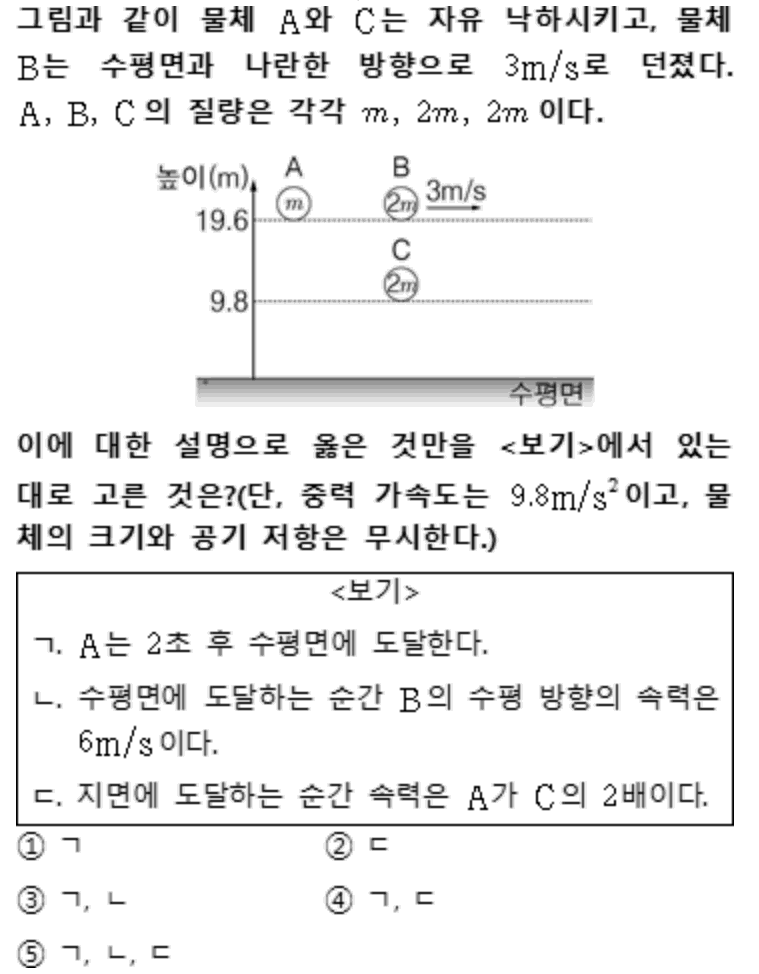 그림과 같이 물체 A와 C는 자유 낙하시키고, 물체
B는 수평면과 나란한 방향으로 3m/s로 던졌다.
A, B, C의 질량은 각각 m, 2m, 2m이다.
높이(m)
A
B
m
2m
3m/s
19.6
C
2m
9.8
수평면
이에 대한 설명으로 옳은 것만을 <보기>에서 있는
대로 고른 것은?(단, 중력 가속도는 9.8m/s²이고, 물
체의 크기와 공기 저항은 무시한다.)
<보기>
ㄱ. A는 2초 후 수평면에 도달한다.
ㄴ. 수평면에 도달하는 순간 B의 수평 방향의 속력은
6m/s이다.
ㄷ. 지면에 도달하는 순간 속력은 A가 C의 2배이다.
① ㄱ ② ㄷ
③ ㄱ, ㄴ ④ ㄱ, ㄷ
⑤ ㄱ, ㄴ, ㄷ